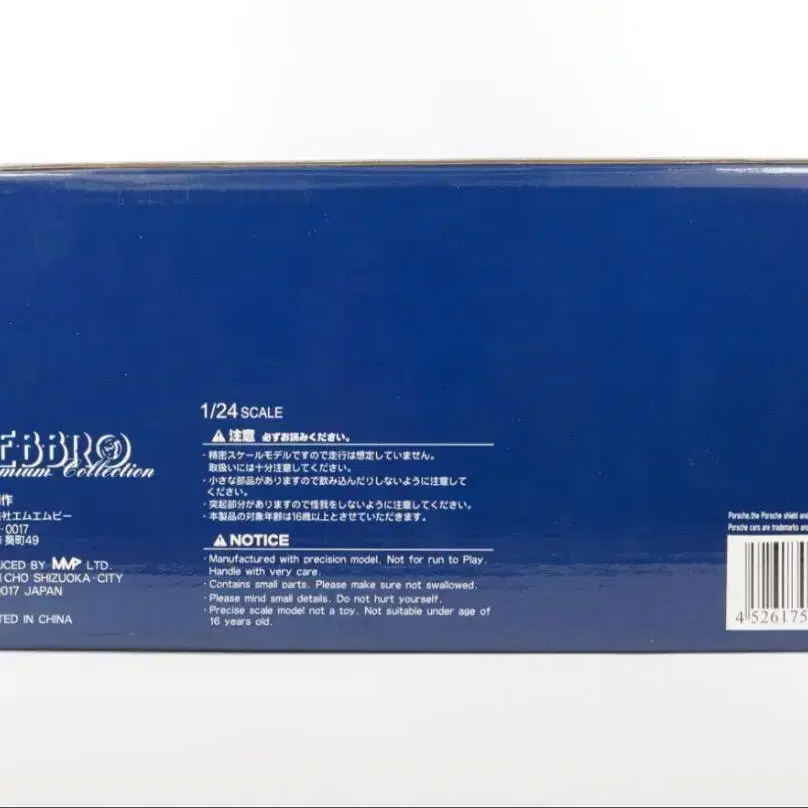 EBBRO
mium Collection
1/24 SCALE
⚠注意 必ずお読みください。
・精密スケールモデルですので走行は想定していません。
取扱いには十分注意してください。
・小さな部品がありますので飲み込んだりしないように注意して
ください。
・突起部分がありますので怪我をしないように注意してください。
・本製品の対象年齢は16歳以上とさせていただきます。
⚠NOTICE
・Manufactured with precision model. Not for run to Play.
Handle with very care.
・Contains small parts. Please make sure not swallowed.
・Please mind small details. Do not hurt yourself.
・Precise scale model not a toy. Not suitable under age of
16 years old.
作
社エムエムピー
-0017
葵町49
UCED BY MMP LTD.
I CHO SHIZUOKA-CITY
0017 JAPAN
TED IN CHINA
Porsche,the Porsche shield and
Porsche cars are trademarks and
4 526175